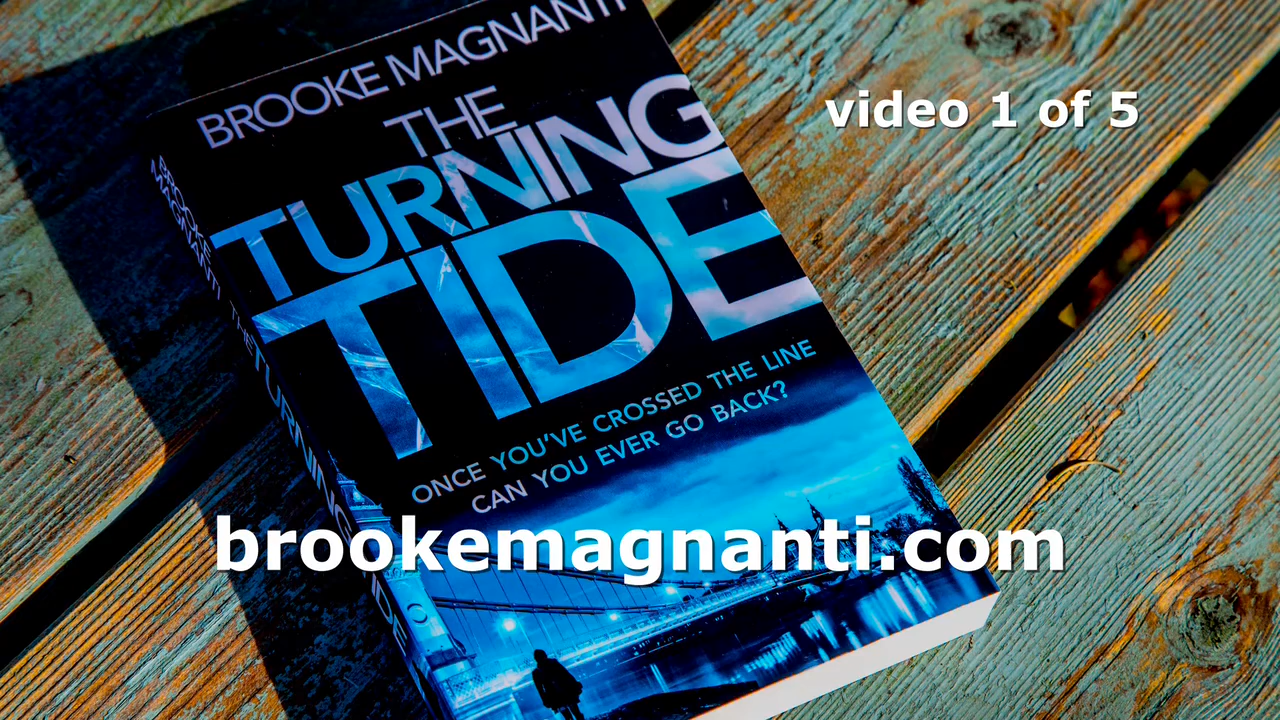 BROOKE MAGNANTI
THE
TURNING
TIDE
ONCE YOU'VE CROSSED THE LINE
CAN YOU EVER GO BACK?
BROOKE
MAGNANTI
THE TURNING TIDE
video 1 of 5
brookemagnanti.com